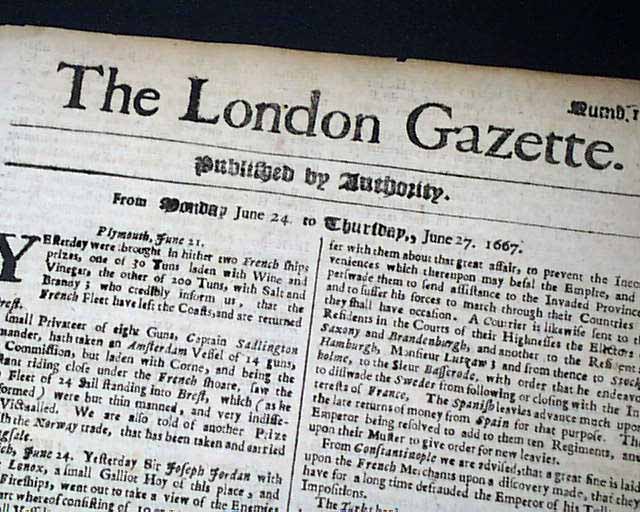 The London Gazette.
Numb. 1
Published by Authority.
From Monday June 24. to Thursday, June 27. 1667.
Plymouth, June 21.
YEsterday were brought in hither two French ships
prizes, one of 30 Tuns laden with Wine and
Vinegar, the other of 200 Tuns, with Salt and
Brandy; who credibly inform us, that the
French Fleet have left the Coasts, and are returned
Brest.
small Privateer of eight Guns, Captain Sadlington
mander, hath taken an Amsterdam Vessel of 14 guns,
Commission, but laden with Corne, and being the
tant riding close under the French shoare, saw the
Fleet of 24 Sail standing into Brest, which (as he
formed) were but thin manned, and very indiffe-
Victualled. We are also told of another Prize
th the Norway trade, that has been taken and carried
ngsale.
ich, June 24. Yesterday Sir Joseph Jordan with
Lenox, a small Galliot Hoy of this place, and
Fireships, went out to take a view of the Enemies
art whereof consisting of
fer with them about that great affair, to prevent the Incon
veniences which thereupon may befal the Empire, and
perswade them to send assistance to the Invaded Provinc
and to suffer his forces to march through their Countries
they shall have occasion. A Courier is likewise sent to th
Residents in the Courts of their Highnesses the Electors
Saxony and Brandenburgh, and another to the Resident
Hamburgh, Monsieur Lutzaw; and from thence to Stock
holme, to the Sieur Basserode, with order that he endeavo
to disswade the Sweden from following or closing with the In
terests of France. The Spanish leavies advance much upon
the late returns of money from Spain for that purpose. The
Emperor being resolved to add to them ten Regiments, and
upon their Muster to give order for new leavies.
From Constantinople we are advised, that a great fine is laid
upon the French Merchants upon a discovery made, that they
have for a long time defrauded the Emperor of his
Impositions.
The Turks